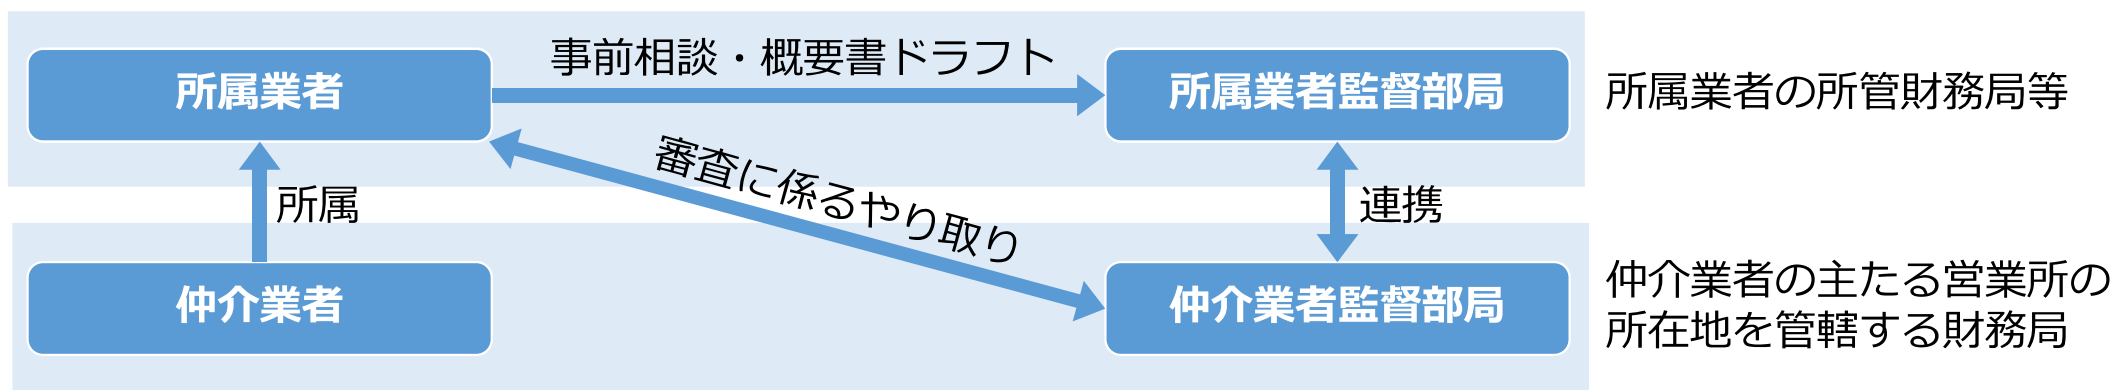 事前相談・概要書ドラフト
所属業者
所属業者監督部局
所属業者の所管財務局等
審査に係るやり取り
所属
連携
仲介業者
仲介業者監督部局
仲介業者の主たる営業所の
所在地を管轄する財務局